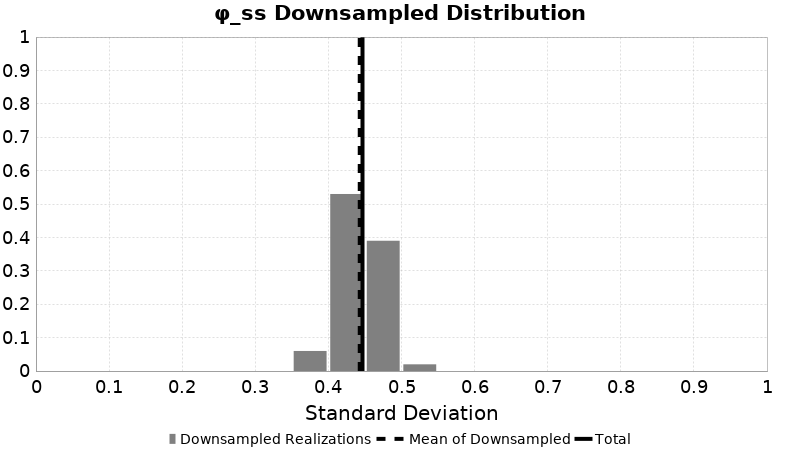 φ_ss Downsampled Distribution
1
0.9
0.8
0.7
0.6
0.5
0.4
0.3
0.2
0.1
0
0 0.1 0.2 0.3 0.4 0.5 0.6 0.7 0.8 0.9 1
Standard Deviation
Downsampled Realizations Mean of Downsampled Total